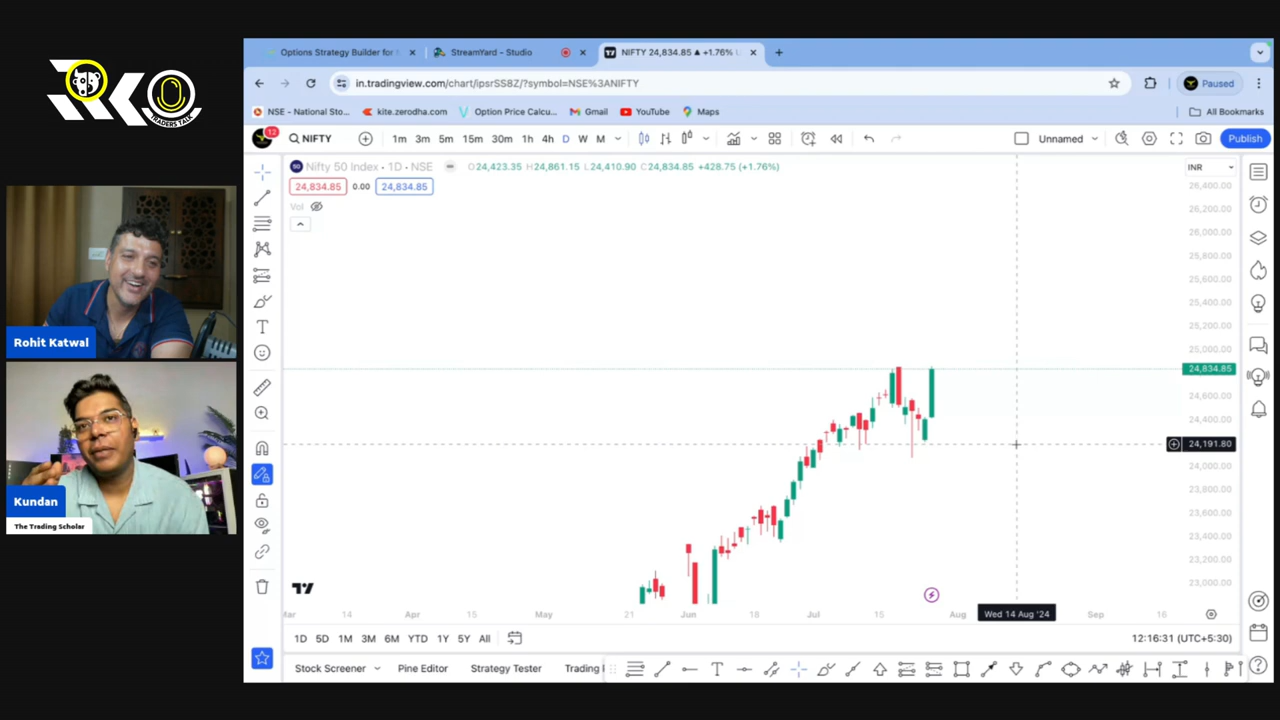 RKO
TRADERS TALK
Options Strategy Builder for
StreamYard - Studio
NIFTY 24,834.85 ▲ +1.76%
in.tradingview.com/chart/ipsrSS8Z/?symbol=NSE%3ANIFTY
Paused
NSE - National Sto...
kite.zerodha.com
Option Price Calcu...
Gmail
YouTube
Maps
All Bookmarks
12
NIFTY
1m 3m 5m 15m 30m 1h 4h D W M
Unnamed
Publish
50 Nifty 50 Index · 1D · NSE
O24,423.35 H24,861.15 L24,410.90 C24,834.85 +428.75 (+1.76%)
INR
24,834.85 0.00 24,834.85
Vol
26,400.00
26,200.00
26,000.00
25,800.00
25,600.00
25,400.00
25,200.00
25,000.00
24,834.85
24,600.00
24,400.00
24,191.80
24,000.00
23,800.00
23,600.00
23,400.00
23,200.00
23,000.00
Rohit Katwal
Kundan
The Trading Scholar
Mar 14 Apr 16 May 21 Jun 18 Jul 15 Aug Wed 14 Aug '24 Sep 16
1D 5D 1M 3M 6M YTD 1Y 5Y All
12:16:31 (UTC+5:30)
Stock Screener
Pine Editor
Strategy Tester
Trading